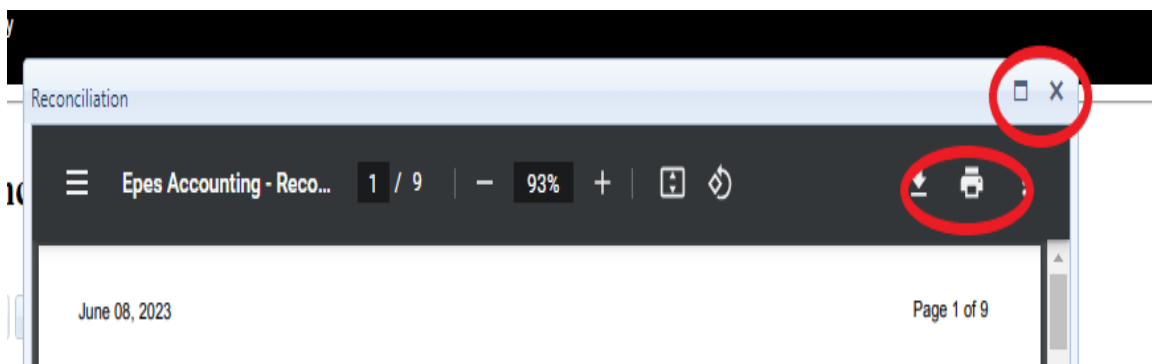 Reconciliation
Epes Accounting - Reco... 1 / 9 93%
June 08, 2023 Page 1 of 9